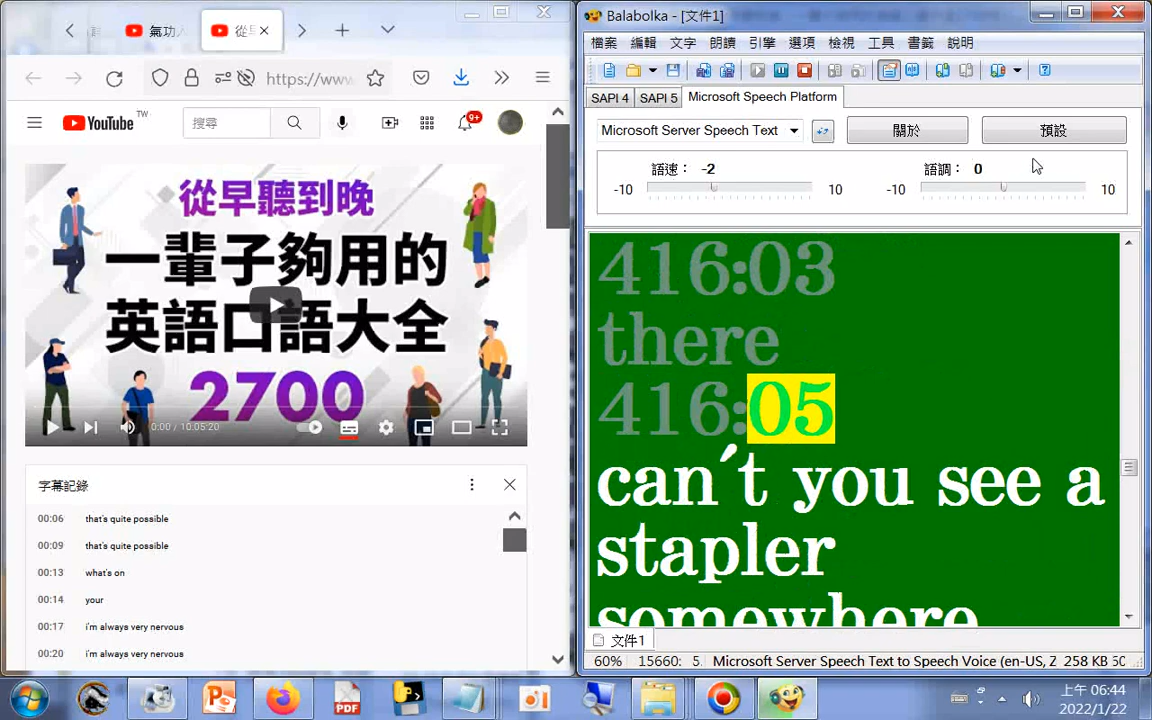 氣功
從
https://www
YouTube TW
搜尋
9+
從早聽到晚
一輩子夠用的
英語口語大全
2700
0:00 / 10:05:20
字幕記錄
00:06 that's quite possible
00:09 that's quite possible
00:13 what's on
00:14 your
00:17 i'm always very nervous
00:20 i'm always very nervous
Balabolka - [文件1]
檔案 編輯 文字 朗讀 引擎 選項 檢視 工具 書籤 說明
SAPI 4 SAPI 5 Microsoft Speech Platform
Microsoft Server Speech Text 關於 預設
語速： -2 語調： 0
-10 10 -10 10
416:03
there
416:05
can´t you see a
stapler
somewhere
文件1
60% 15660: 5. Microsoft Server Speech Text to Speech Voice (en-US, Z 258 KB
PDF
上午 06:44
2022/1/22